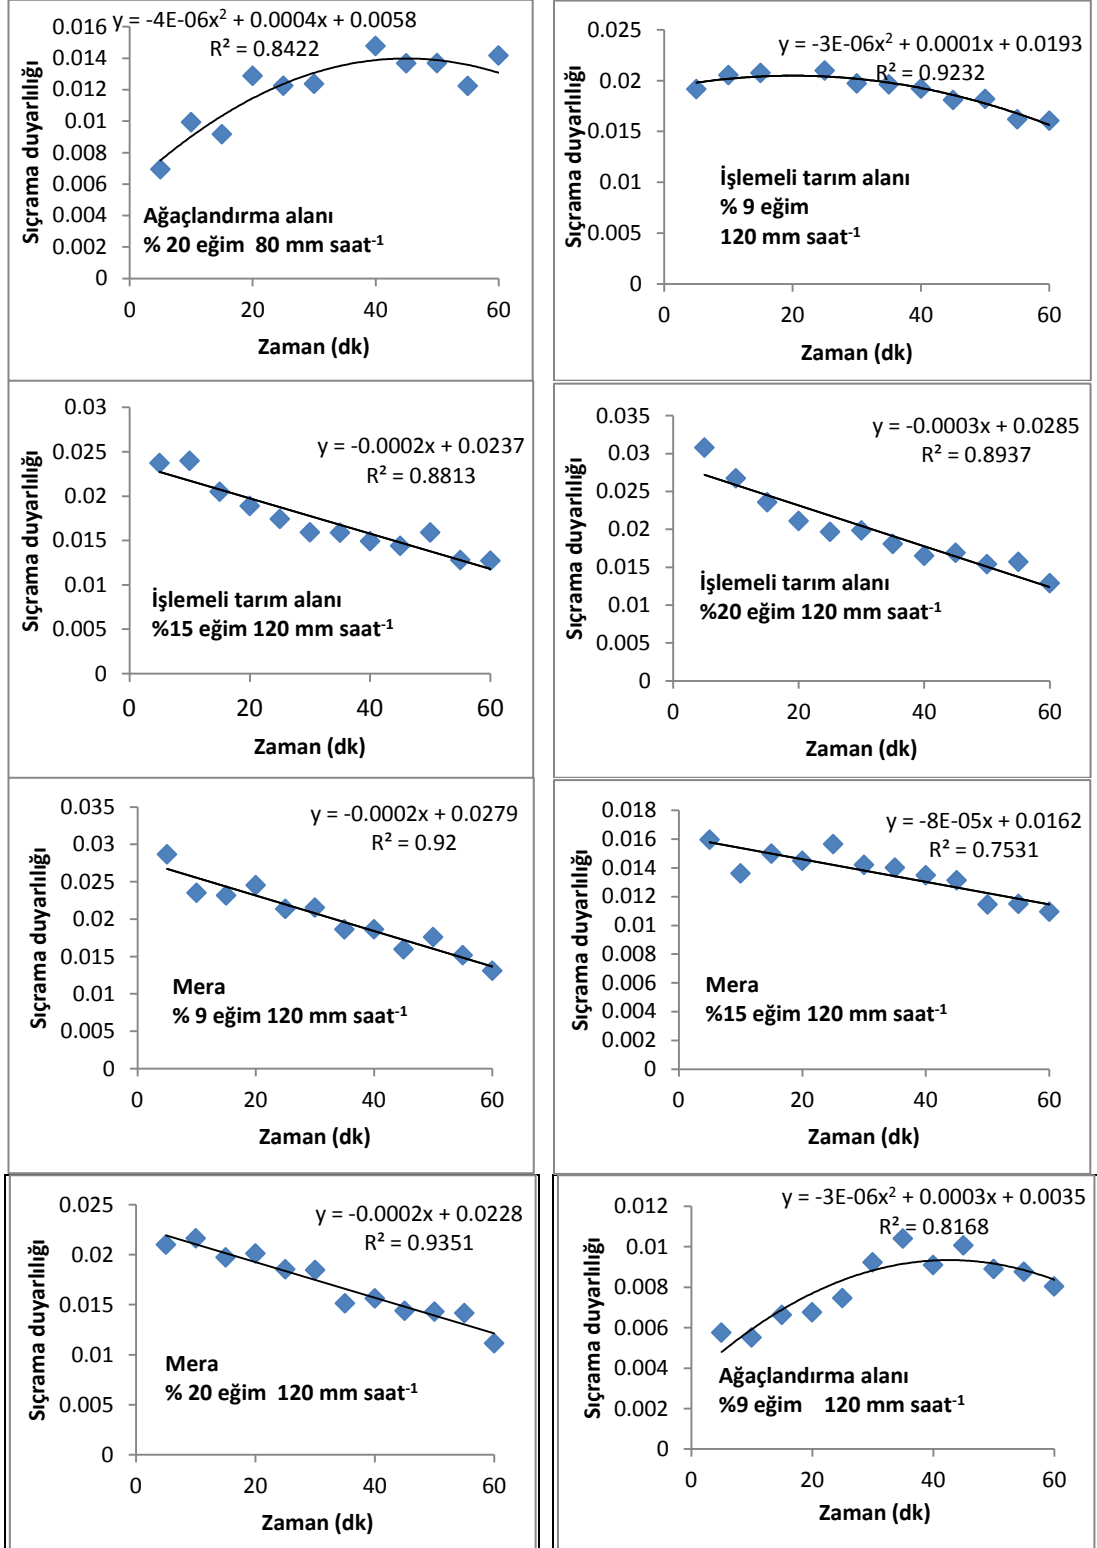 y = -4E-06x² + 0.0004x + 0.0058
R² = 0.8422
0.016
0.014
0.012
0.01
0.008
0.006
0.004
0.002
0
0
20
40
60
Sıçrama duyarlılığı
Ağaçlandırma alanı
% 20 eğim 80 mm saat⁻¹
Zaman (dk)
y = -3E-06x² + 0.0001x + 0.0193
R² = 0.9232
0.025
0.02
0.015
0.01
0.005
0
0
20
40
60
Sıçrama duyarlılığı
İşlemeli tarım alanı
% 9 eğim
120 mm saat⁻¹
Zaman (dk)
y = -0.0002x + 0.0237
R² = 0.8813
0.03
0.025
0.02
0.015
0.01
0.005
0
0
20
40
60
Sıçrama duyarlılığı
İşlemeli tarım alanı
%15 eğim 120 mm saat⁻¹
Zaman (dk)
y = -0.0003x + 0.0285
R² = 0.8937
0.035
0.03
0.025
0.02
0.015
0.01
0.005
0
0
20
40
60
Sıçrama duyarlılığı
İşlemeli tarım alanı
%20 eğim 120 mm saat⁻¹
Zaman (dk)
y = -0.0002x + 0.0279
R² = 0.92
0.035
0.03
0.025
0.02
0.015
0.01
0.005
0
0
20
40
60
Sıçrama duyarlılığı
Mera
% 9 eğim 120 mm saat⁻¹
Zaman (dk)
y = -8E-05x + 0.0162
R² = 0.7531
0.018
0.016
0.014
0.012
0.01
0.008
0.006
0.004
0.002
0
0
20
40
60
Sıçrama duyarlılığı
Mera
%15 eğim 120 mm saat⁻¹
Zaman (dk)
y = -0.0002x + 0.0228
R² = 0.9351
0.025
0.02
0.015
0.01
0.005
0
0
20
40
60
Sıçrama duyarlılığı
Mera
% 20 eğim 120 mm saat⁻¹
Zaman (dk)
y = -3E-06x² + 0.0003x + 0.0035
R² = 0.8168
0.012
0.01
0.008
0.006
0.004
0.002
0
0
20
40
60
Sıçrama duyarlılığı
Ağaçlandırma alanı
%9 eğim 120 mm saat⁻¹
Zaman (dk)